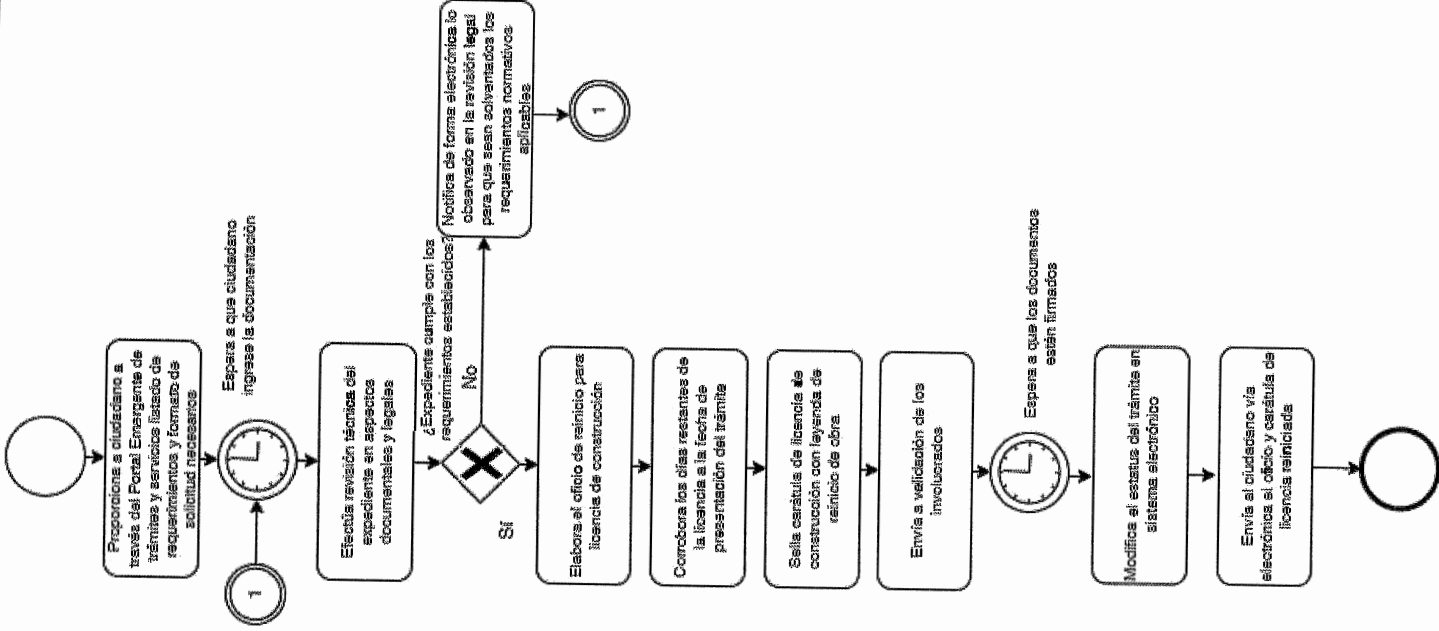 Proporciona a ciudadano a
través del Portal Emergente de
trámites y servicios listado de
requerimientos y formato de
solicitud necesarios
Espera a que ciudadano
ingrese la documentación
1
Efectúa revisión técnica del
expediente en aspectos
documentales y legales
¿Expediente cumple con los
requerimientos establecidos?
No
Notifica de forma electrónica lo
observado en la revisión legal
para que sean solventados los
requerimientos normativos
aplicables
1
Sí
Elabora el oficio de reinicio para
licencia de construcción
Corrobora los días restantes de
la licencia a la fecha de
presentación del trámite
Sella carátula de licencia de
construcción con leyenda de
reinicio de obra
Envía a validación de los
involucrados
Espera a que los documentos
estén firmados
Modifica el estatus del trámite en
sistema electrónico
Envía al ciudadano vía
electrónica el oficio y carátula de
licencia reiniciada